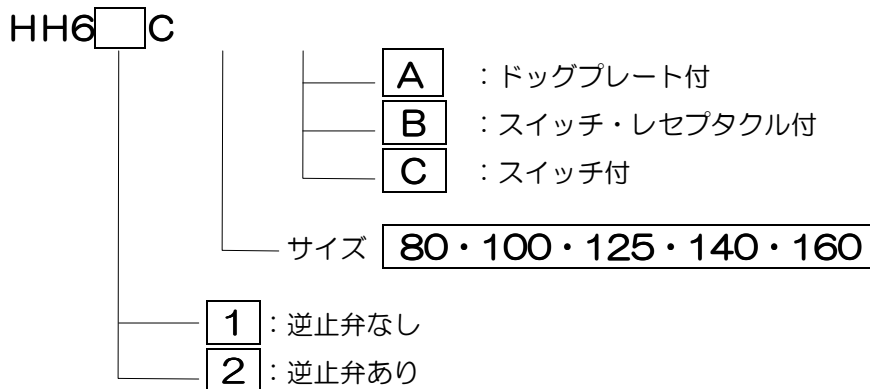 HH6 C
A :ドッグプレート付
B :スイッチ・レセプタクル付
C :スイッチ付
サイズ 80・100・125・140・160
1:逆止弁なし
2:逆止弁あり